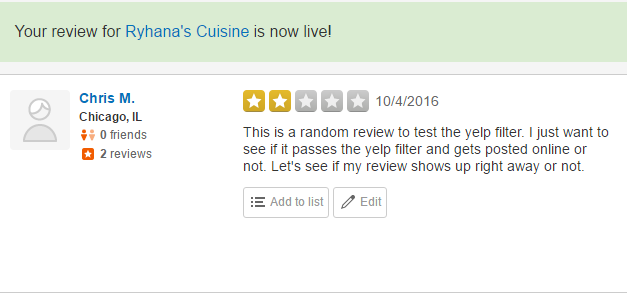 Your review for Ryhana's Cuisine is now live!
Chris M.
Chicago, IL
0 friends
2 reviews
10/4/2016
This is a random review to test the yelp filter. I just want to
see if it passes the yelp filter and gets posted online or
not. Let's see if my review shows up right away or not.
Add to list
Edit